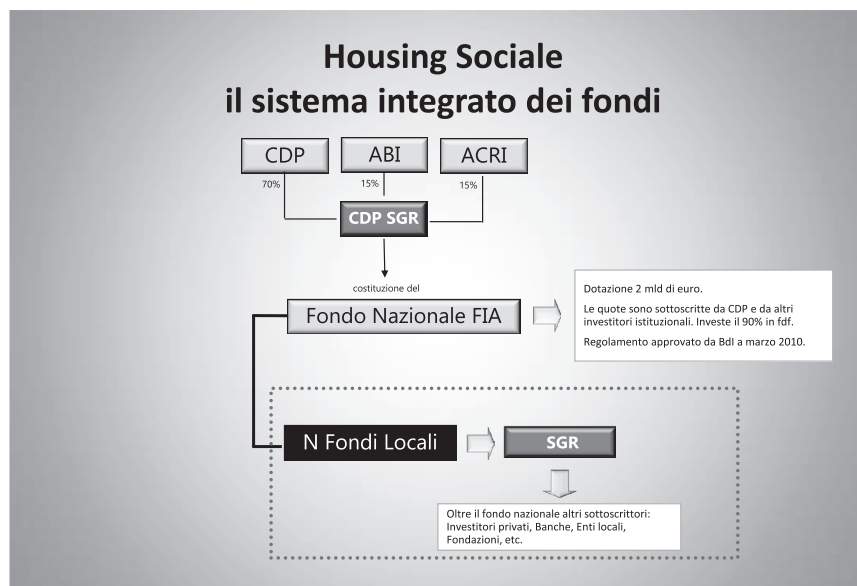 Housing Sociale
il sistema integrato dei fondi
CDP
ABI
ACRI
70%
15%
15%
CDP SGR
costituzione del
Fondo Nazionale FIA
Dotazione 2 mld di euro.
Le quote sono sottoscritte da CDP e da altri
investitori istituzionali. Investe il 90% in fdf.
Regolamento approvato da BdI a marzo 2010.
N Fondi Locali
SGR
Oltre il fondo nazionale altri sottoscrittori:
Investitori privati, Banche, Enti locali,
Fondazioni, etc.